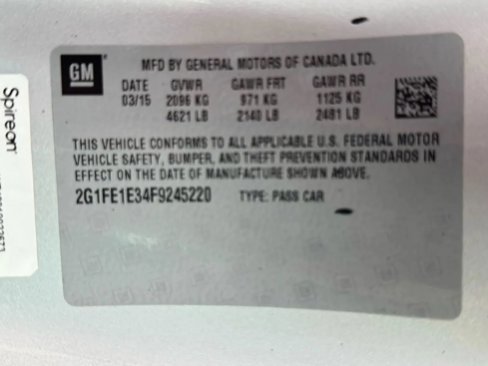 GM
MFD BY GENERAL MOTORS OF CANADA LTD.
DATE GVWR GAWR FRT GAWR RR
03/15 2096 KG 971 KG 1125 KG
4621 LB 2140 LB 2481 LB
THIS VEHICLE CONFORMS TO ALL APPLICABLE U.S. FEDERAL MOTOR
VEHICLE SAFETY, BUMPER, AND THEFT PREVENTION STANDARDS IN
EFFECT ON THE DATE OF MANUFACTURE SHOWN ABOVE.
2G1FE1E34F9245220 TYPE: PASS CAR
Spireon